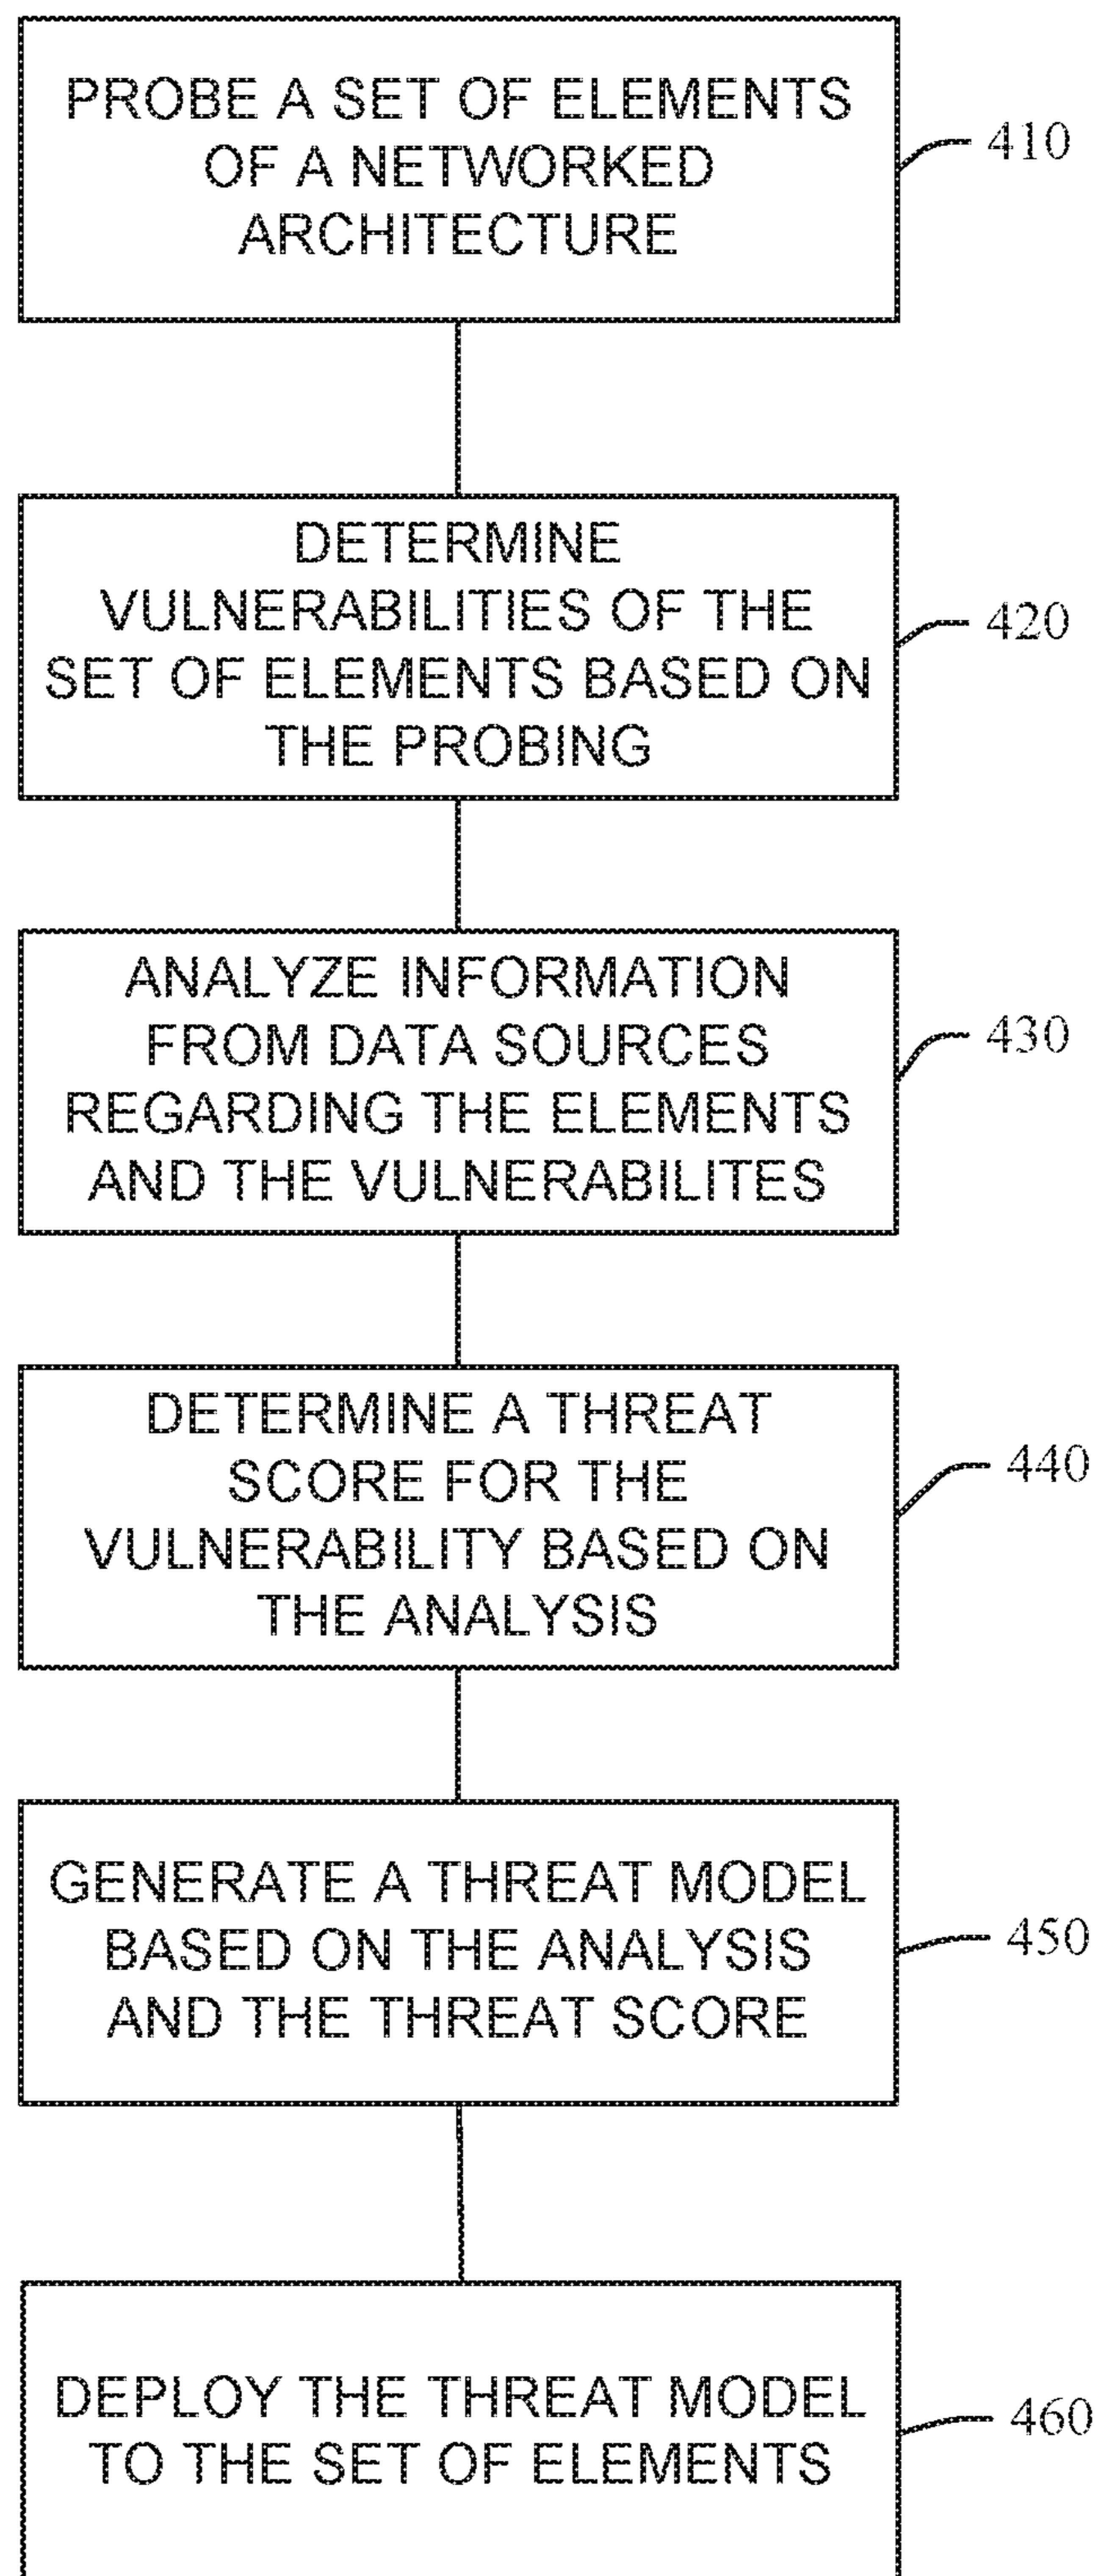 PROBE A SET OF ELEMENTS
OF A NETWORKED
ARCHITECTURE
410
DETERMINE
VULNERABILITIES OF THE
SET OF ELEMENTS BASED ON
THE PROBING
420
ANALYZE INFORMATION
FROM DATA SOURCES
REGARDING THE ELEMENTS
AND THE VULNERABILITES
430
DETERMINE A THREAT
SCORE FOR THE
VULNERABILITY BASED ON
THE ANALYSIS
440
GENERATE A THREAT MODEL
BASED ON THE ANALYSIS
AND THE THREAT SCORE
450
DEPLOY THE THREAT MODEL
TO THE SET OF ELEMENTS
460